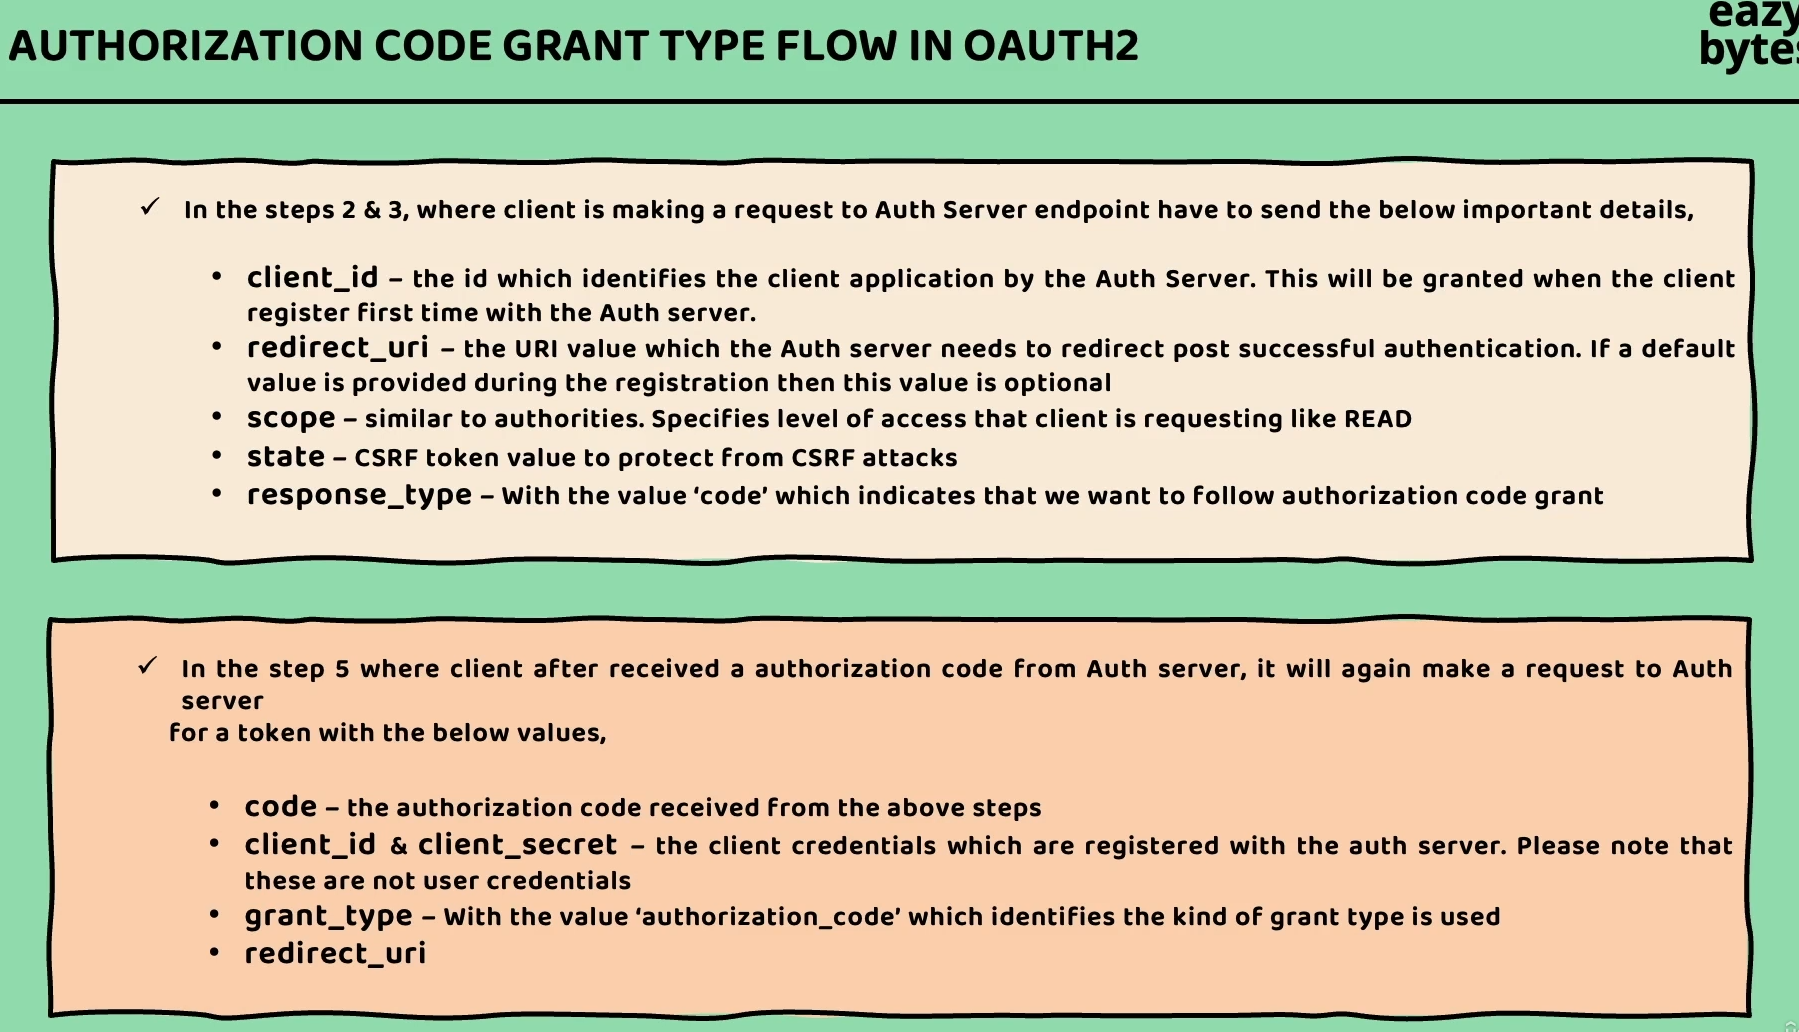 AUTHORIZATION CODE GRANT TYPE FLOW IN OAUTH2
eazy
bytes
✓ In the steps 2 & 3, where client is making a request to Auth Server endpoint have to send the below important details,
• client_id – the id which identifies the client application by the Auth Server. This will be granted when the client
register first time with the Auth server.
• redirect_uri – the URI value which the Auth server needs to redirect post successful authentication. If a default
value is provided during the registration then this value is optional
• scope – similar to authorities. Specifies level of access that client is requesting like READ
• state – CSRF token value to protect from CSRF attacks
• response_type – With the value ‘code’ which indicates that we want to follow authorization code grant
✓ In the step 5 where client after received a authorization code from Auth server, it will again make a request to Auth
server
for a token with the below values,
• code – the authorization code received from the above steps
• client_id & client_secret – the client credentials which are registered with the auth server. Please note that
these are not user credentials
• grant_type – With the value ‘authorization_code’ which identifies the kind of grant type is used
• redirect_uri